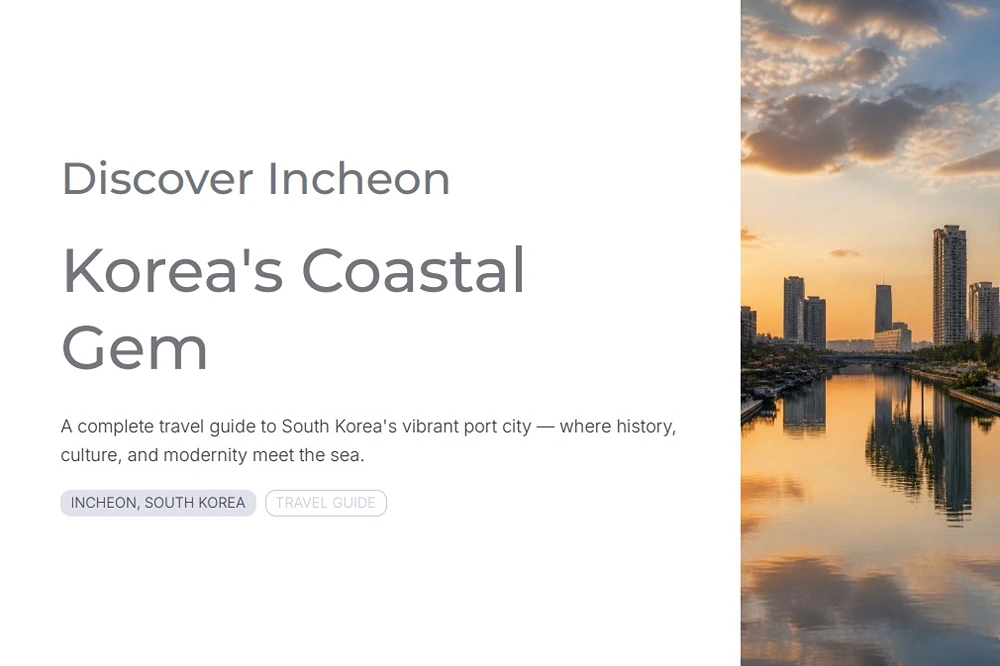 Discover Incheon
Korea's Coastal
Gem
A complete travel guide to South Korea's vibrant port city — where history,
culture, and modernity meet the sea.
INCHEON, SOUTH KOREA
TRAVEL GUIDE